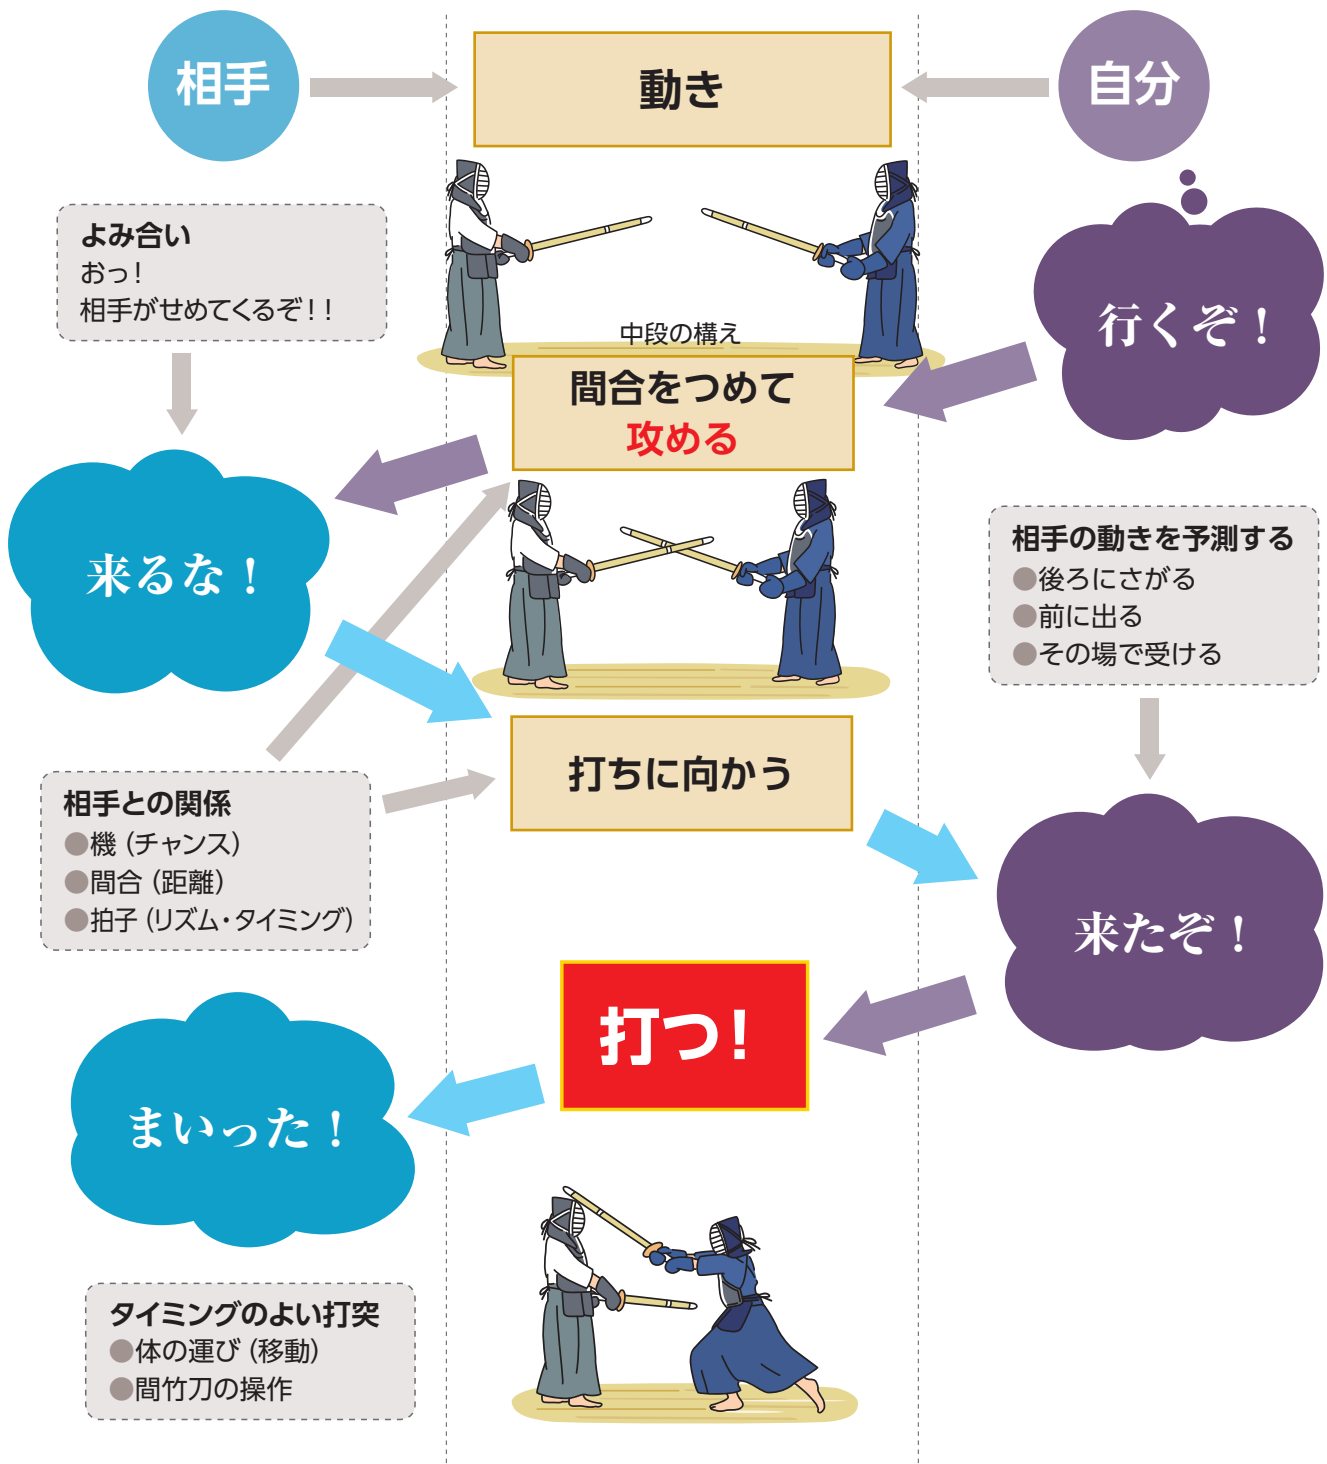 相手
動き
自分
よみ合い
おっ！
相手がせめてくるぞ！！
行くぞ！
中段の構え
間合をつめて
攻める
来るな！
相手の動きを予測する
●後ろにさがる
●前に出る
●その場で受ける
打ちに向かう
相手との関係
●機（チャンス）
●間合（距離）
●拍子（リズム・タイミング）
来たぞ！
打つ！
まいった！
タイミングのよい打突
●体の運び（移動）
●間竹刀の操作